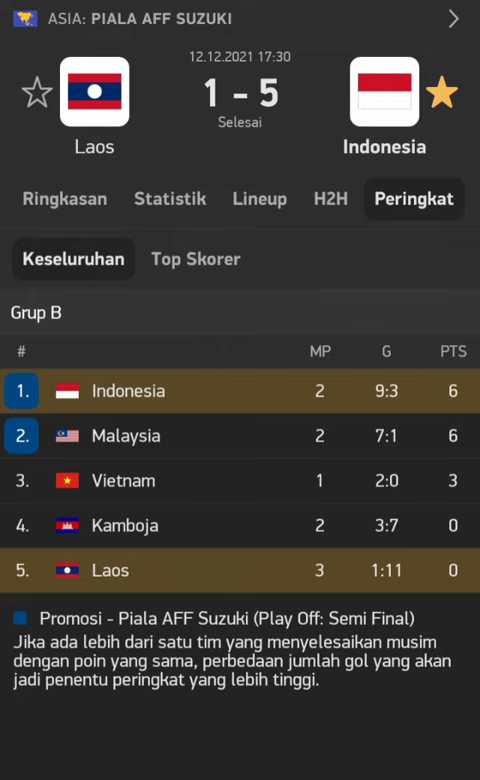 ASIA: PIALA AFF SUZUKI
12.12.2021 17:30
1 - 5
Selesai
Laos
Indonesia
Ringkasan Statistik Lineup H2H Peringkat
Keseluruhan Top Skorer
Grup B
# MP G PTS
1. Indonesia 2 9:3 6
2. Malaysia 2 7:1 6
3. Vietnam 1 2:0 3
4. Kamboja 2 3:7 0
5. Laos 3 1:11 0
Promosi - Piala AFF Suzuki (Play Off: Semi Final)
Jika ada lebih dari satu tim yang menyelesaikan musim
dengan poin yang sama, perbedaan jumlah gol yang akan
jadi penentu peringkat yang lebih tinggi.